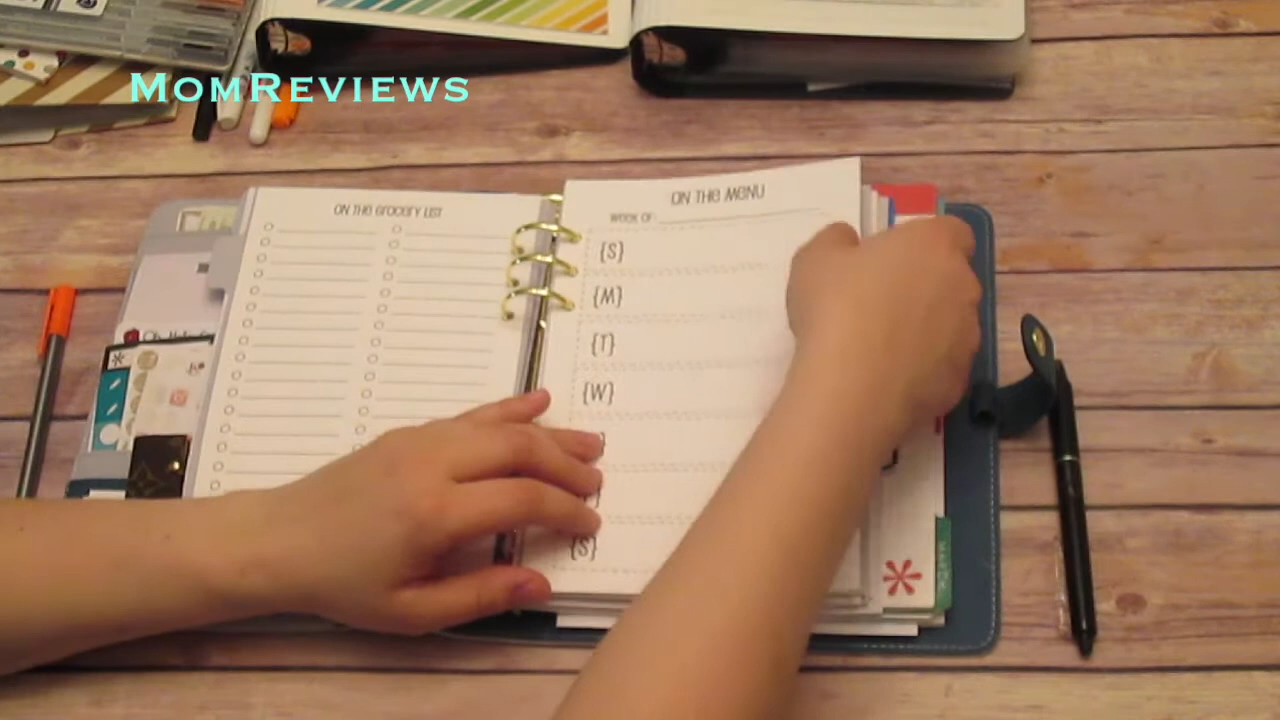 MomReviews
ON THE GROCERY LIST
ON THE MENU
WEEK OF:
{S}
{M}
{T}
{W}
{S}